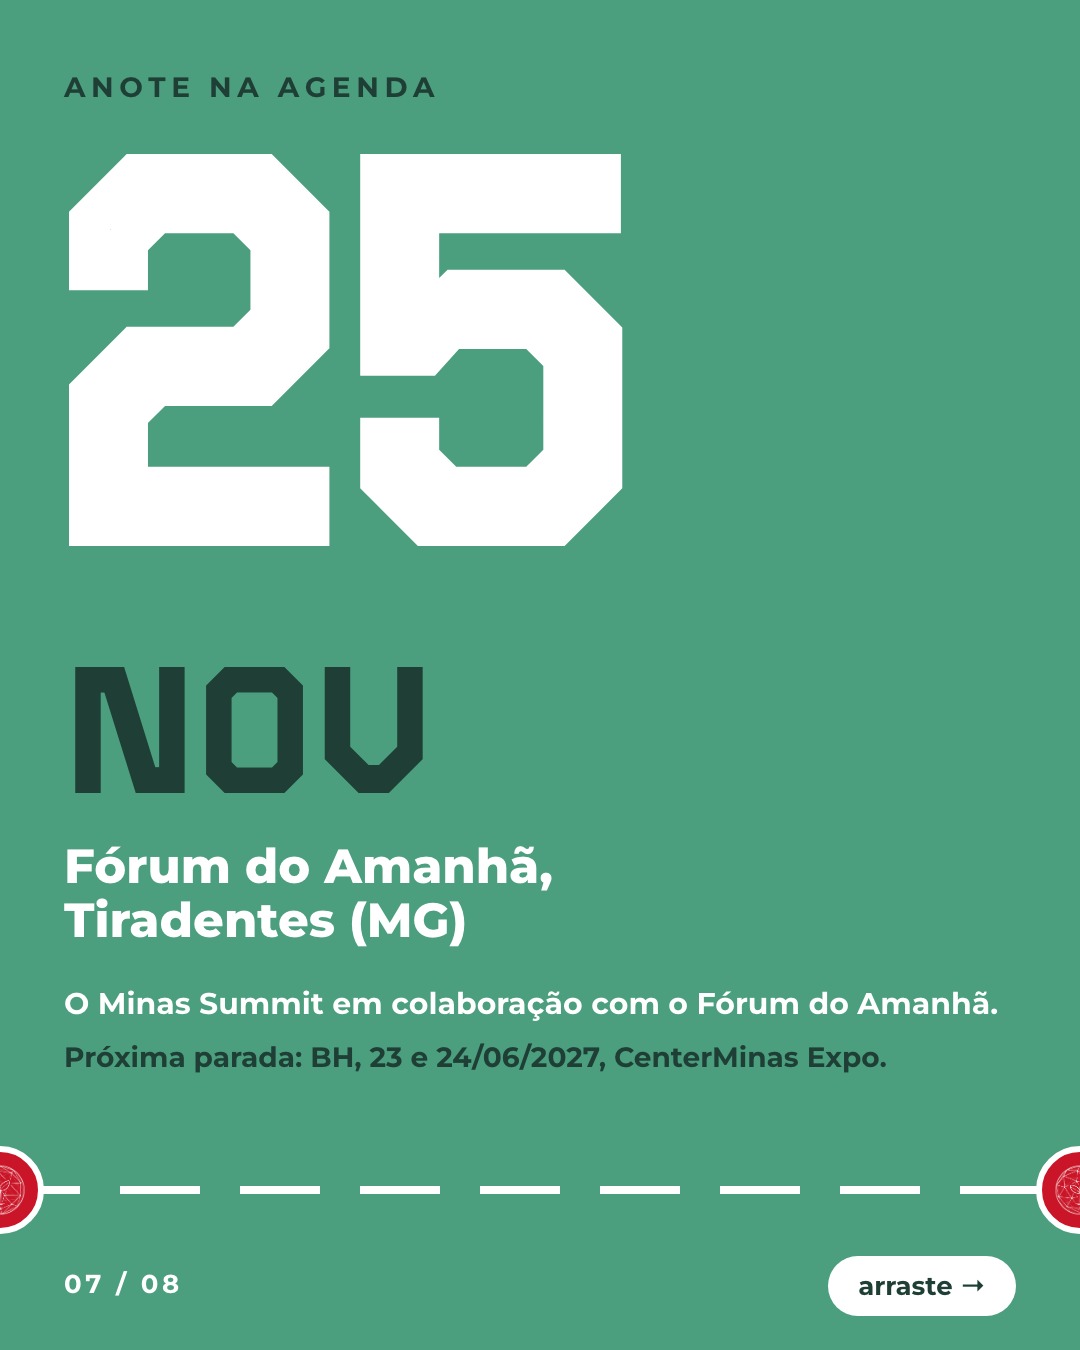 ANOTE NA AGENDA
25
NOV
Fórum do Amanhã,
Tiradentes (MG)
O Minas Summit em colaboração com o Fórum do Amanhã.
Próxima parada: BH, 23 e 24/06/2027, CenterMinas Expo.
07 / 08
arraste →